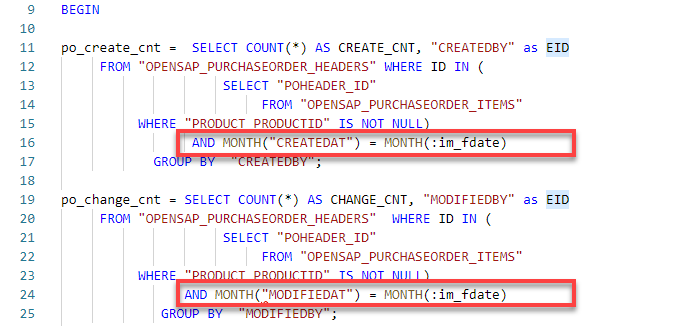 9 BEGIN
10
11 po_create_cnt = SELECT COUNT(*) AS CREATE_CNT, "CREATEDBY" as EID
12 FROM "OPENSAP_PURCHASEORDER_HEADERS" WHERE ID IN (
13 SELECT "POHEADER_ID"
14 FROM "OPENSAP_PURCHASEORDER_ITEMS"
15 WHERE "PRODUCT_PRODUCTID" IS NOT NULL)
16 AND MONTH("CREATEDAT") = MONTH(:im_fdate)
17 GROUP BY "CREATEDBY";
18
19 po_change_cnt = SELECT COUNT(*) AS CHANGE_CNT, "MODIFIEDBY" as EID
20 FROM "OPENSAP_PURCHASEORDER_HEADERS" WHERE ID IN (
21 SELECT "POHEADER_ID"
22 FROM "OPENSAP_PURCHASEORDER_ITEMS"
23 WHERE "PRODUCT_PRODUCTID" IS NOT NULL)
24 AND MONTH("MODIFIEDAT") = MONTH(:im_fdate)
25 GROUP BY "MODIFIEDBY";